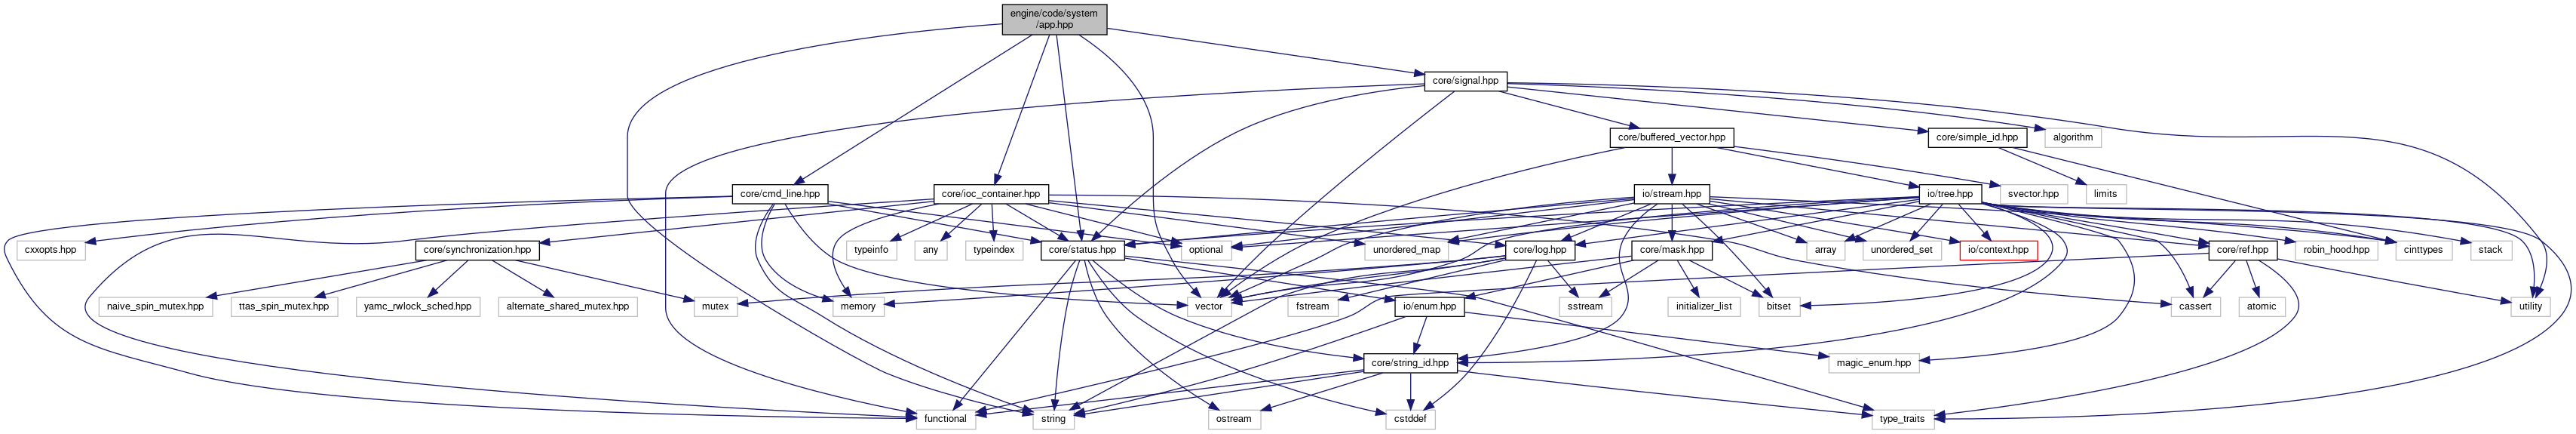 engine/code/system
/app.hpp
core/signal.hpp
core/buffered_vector.hpp
core/simple_id.hpp
algorithm
core/cmd_line.hpp
core/ioc_container.hpp
io/stream.hpp
io/tree.hpp
svector.hpp
limits
cxxopts.hpp
core/synchronization.hpp
typeinfo
any
typeindex
core/status.hpp
optional
unordered_map
core/log.hpp
core/mask.hpp
array
unordered_set
io/context.hpp
core/ref.hpp
robin_hood.hpp
cinttypes
stack
naive_spin_mutex.hpp
ttas_spin_mutex.hpp
yamc_rwlock_sched.hpp
alternate_shared_mutex.hpp
mutex
memory
vector
fstream
io/enum.hpp
sstream
initializer_list
bitset
cassert
atomic
utility
core/string_id.hpp
magic_enum.hpp
functional
string
ostream
cstddef
type_traits